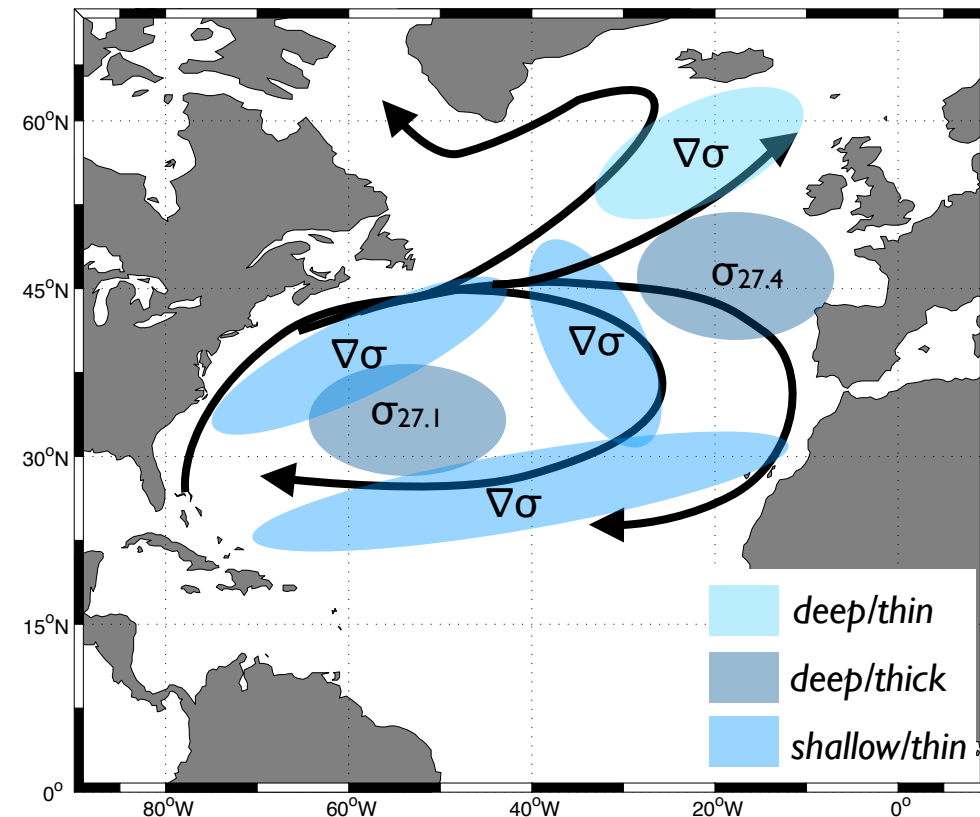 60°N
∇σ
45°N
σ27.4
∇σ
∇σ
σ27.1
30°N
∇σ
deep/thin
15°N
deep/thick
shallow/thin
0°
80°W 60°W 40°W 20°W 0°